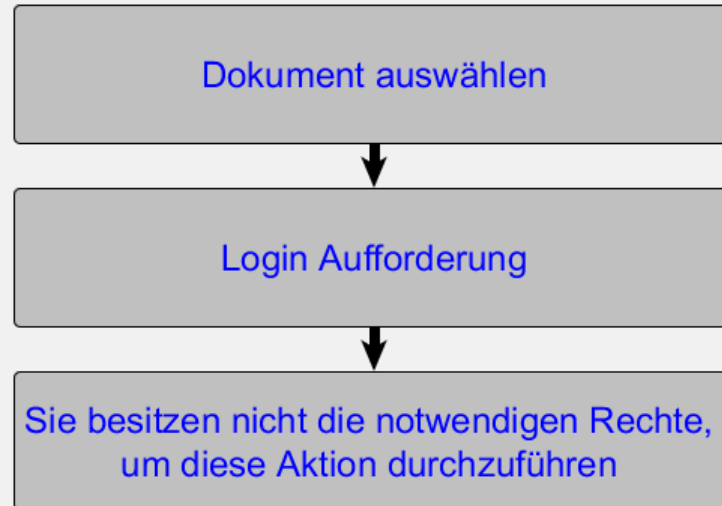 Dokument auswählen
Login Aufforderung
Sie besitzen nicht die notwendigen Rechte,
um diese Aktion durchzuführen